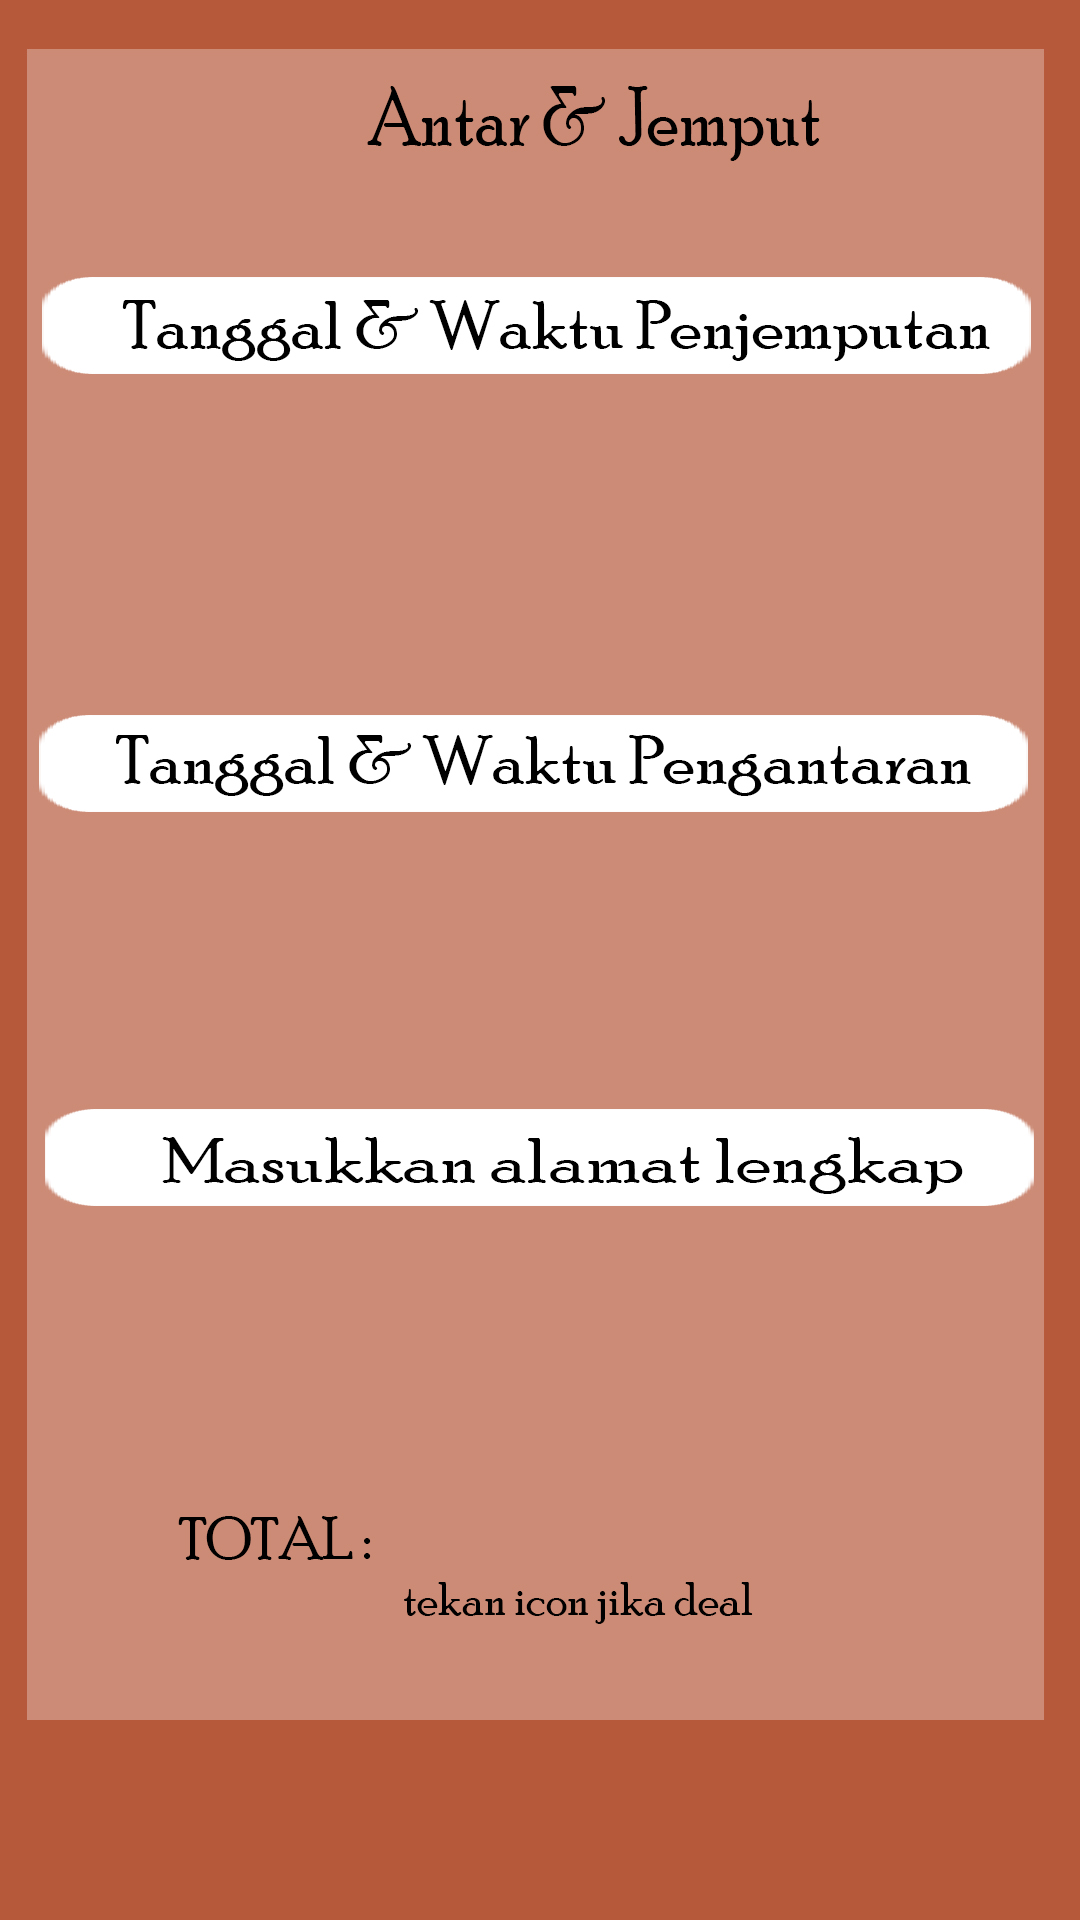 Antar & Jemput
Tanggal & Waktu Penjemputan
Tanggal & Waktu Pengantaran
Masukkan alamat lengkap
TOTAL :
tekan icon jika deal